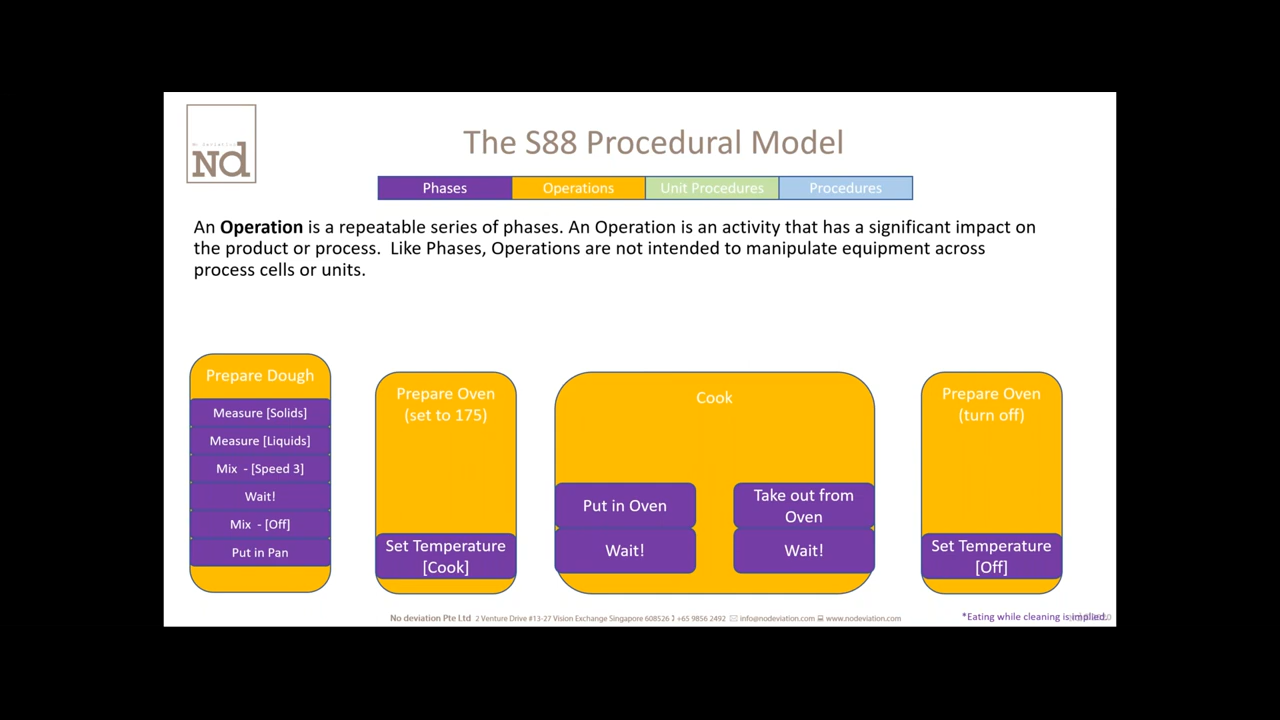 No deviation
Nd
The S88 Procedural Model
Phases
Operations
Unit Procedures
Procedures
An Operation is a repeatable series of phases. An Operation is an activity that has a significant impact on
the product or process.  Like Phases, Operations are not intended to manipulate equipment across
process cells or units.
Prepare Dough
Measure [Solids]
Measure [Liquids]
Mix  - [Speed 3]
Wait!
Mix  - [Off]
Put in Pan
Prepare Oven
(set to 175)
Set Temperature
[Cook]
Cook
Put in Oven
Wait!
Take out from
Oven
Wait!
Prepare Oven
(turn off)
Set Temperature
[Off]
No deviation Pte Ltd 2 Venture Drive #13-27 Vision Exchange Singapore 608526 +65 9856 2492 info@nodeviation.com www.nodeviation.com
*Eating while cleaning is implied.